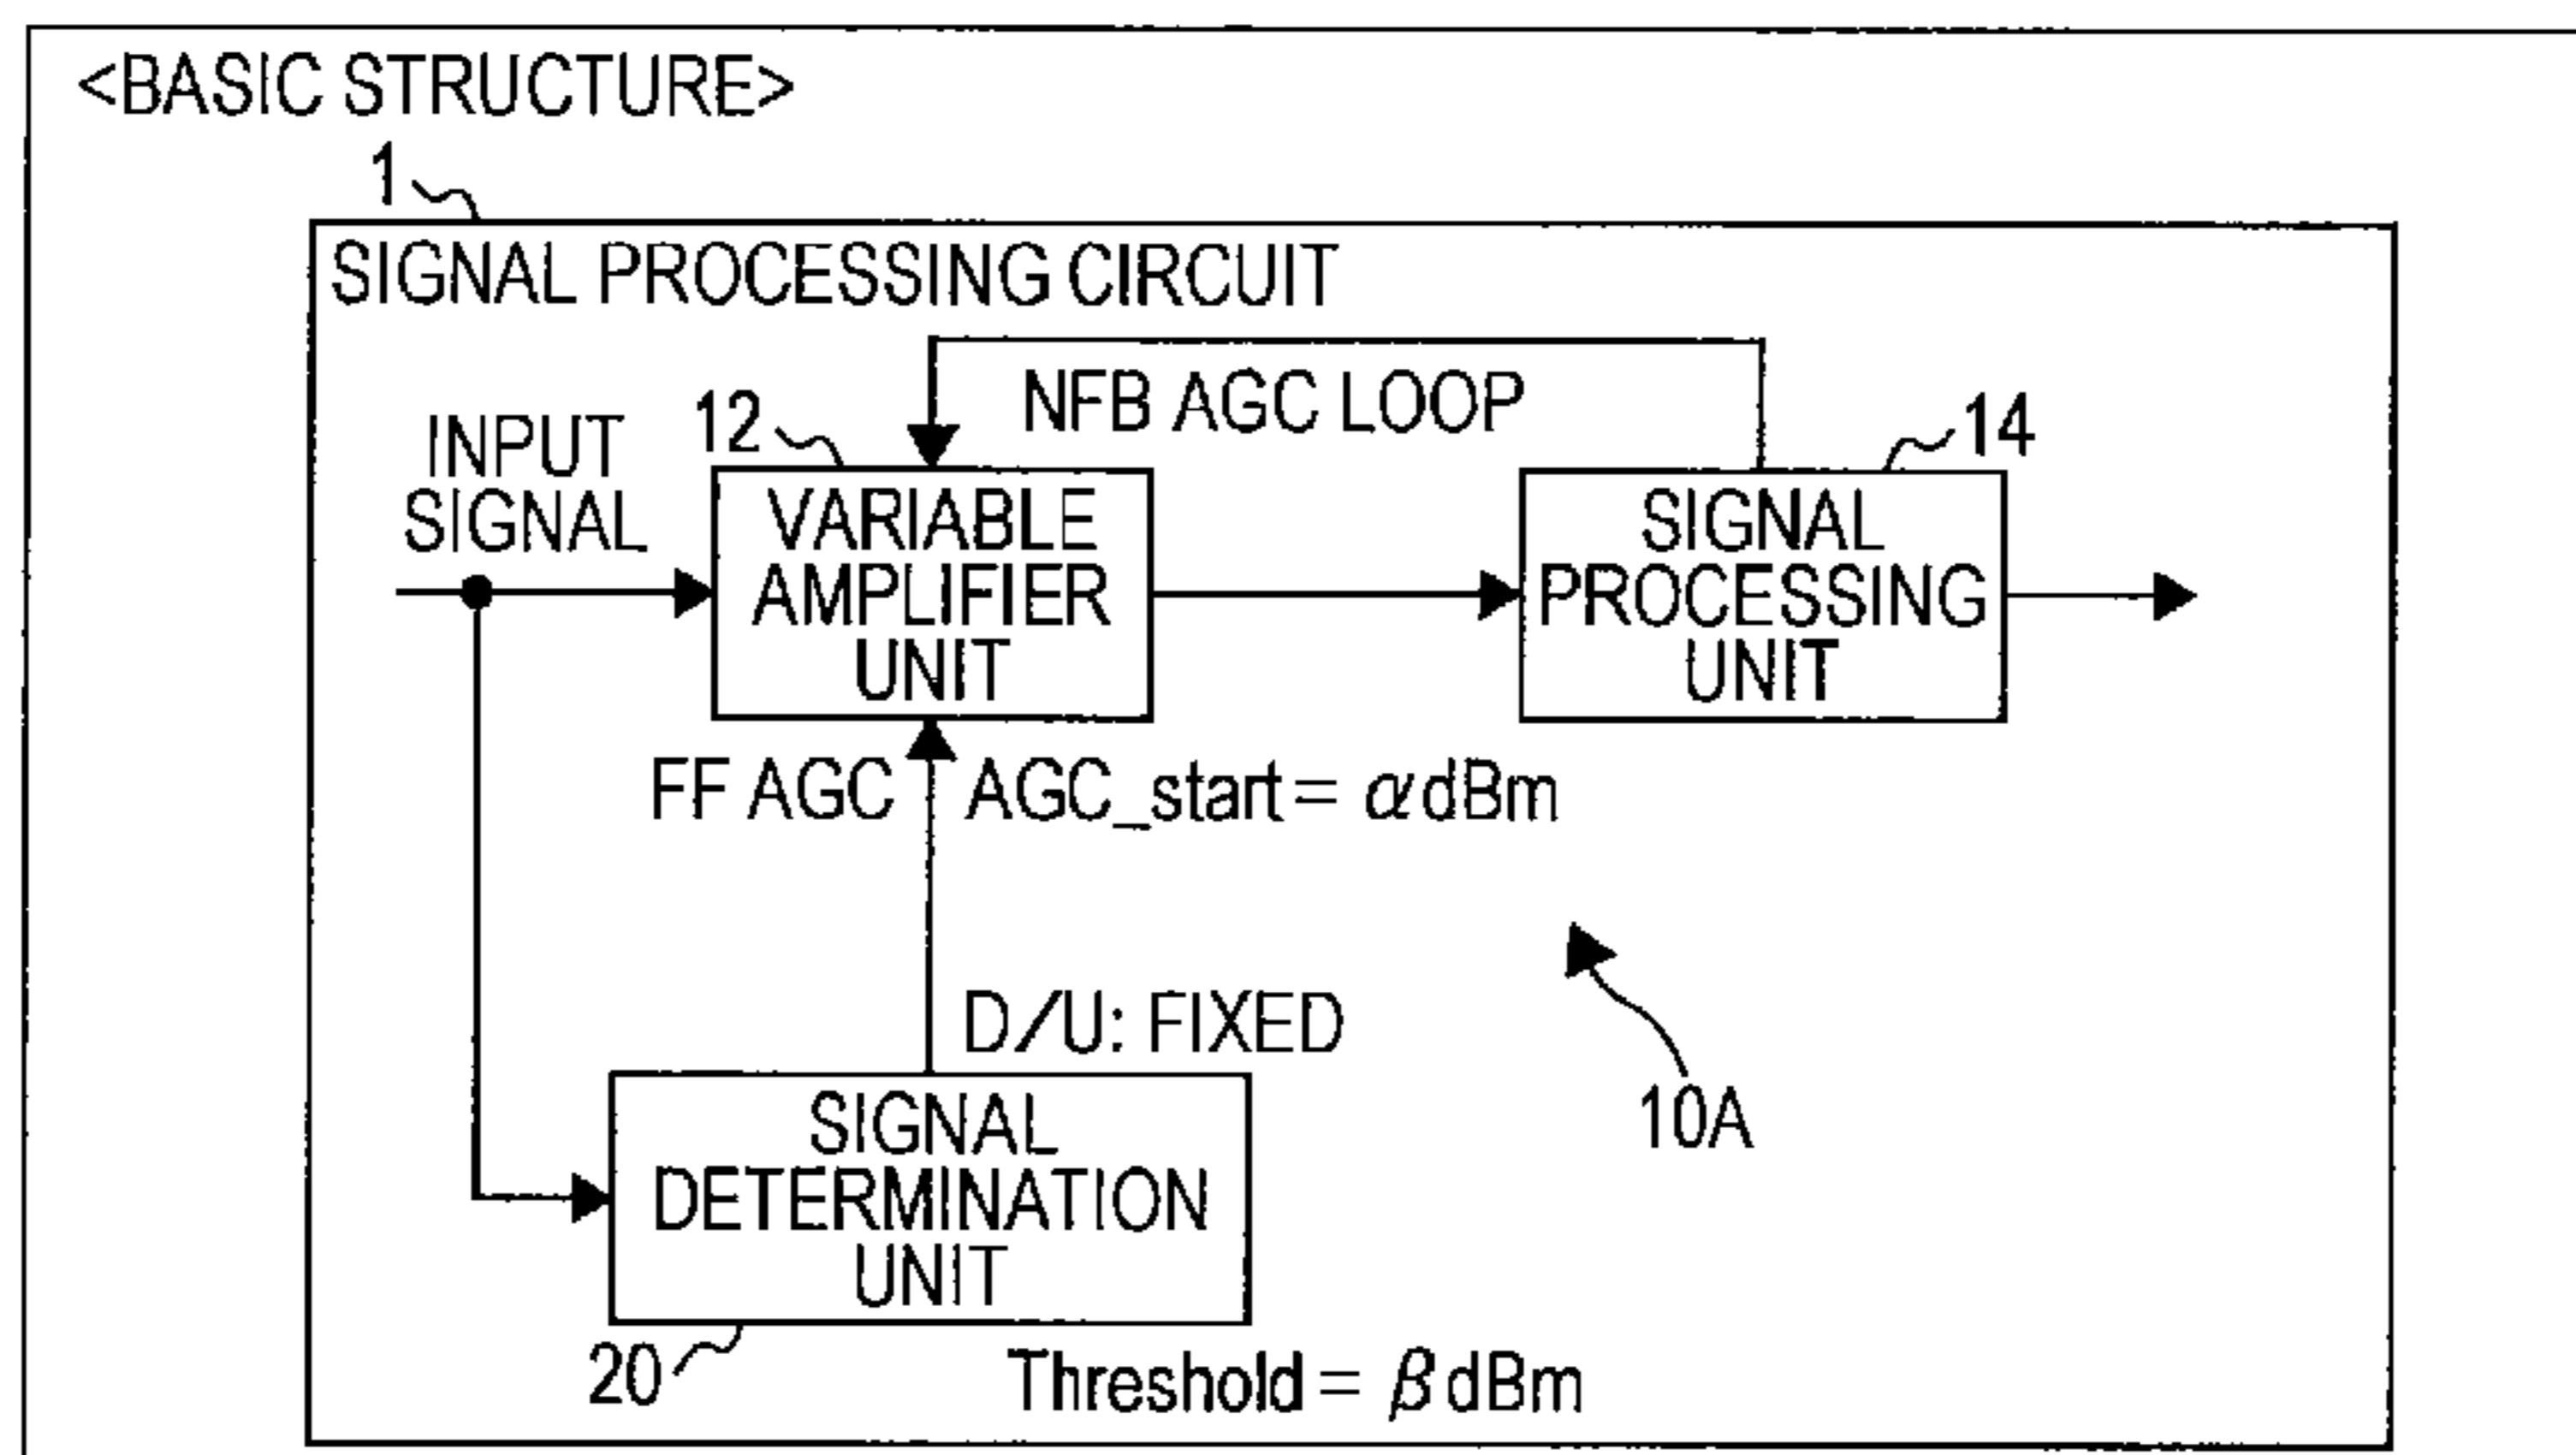 <BASIC STRUCTURE>
1
SIGNAL PROCESSING CIRCUIT
NFB AGC LOOP
INPUT
SIGNAL
12
14
VARIABLE
AMPLIFIER
UNIT
SIGNAL
PROCESSING
UNIT
FF AGC
AGC_start = α dBm
D/U: FIXED
10A
SIGNAL
DETERMINATION
UNIT
20
Threshold = β dBm